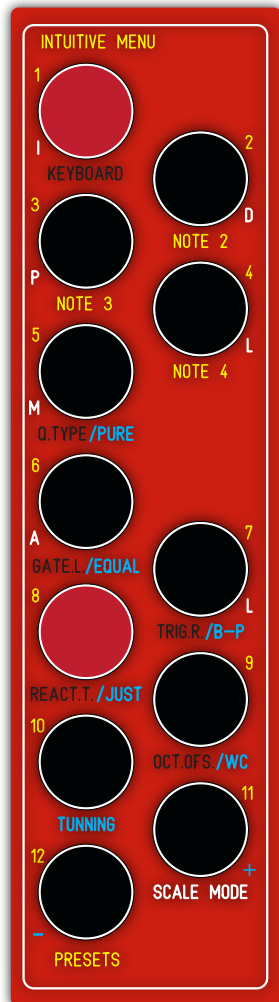 INTUITIVE MENU
1
I
KEYBOARD
2
D
NOTE 2
3
P
NOTE 3
4
L
NOTE 4
5
M
Q.TYPE/PURE
6
A
GATE.L./EQUAL
7
L
TRIG.R./B-P
8
REACT.T./JUST
9
OCT.OFS./WC
10
TUNNING
11
+
SCALE MODE
12
-
PRESETS